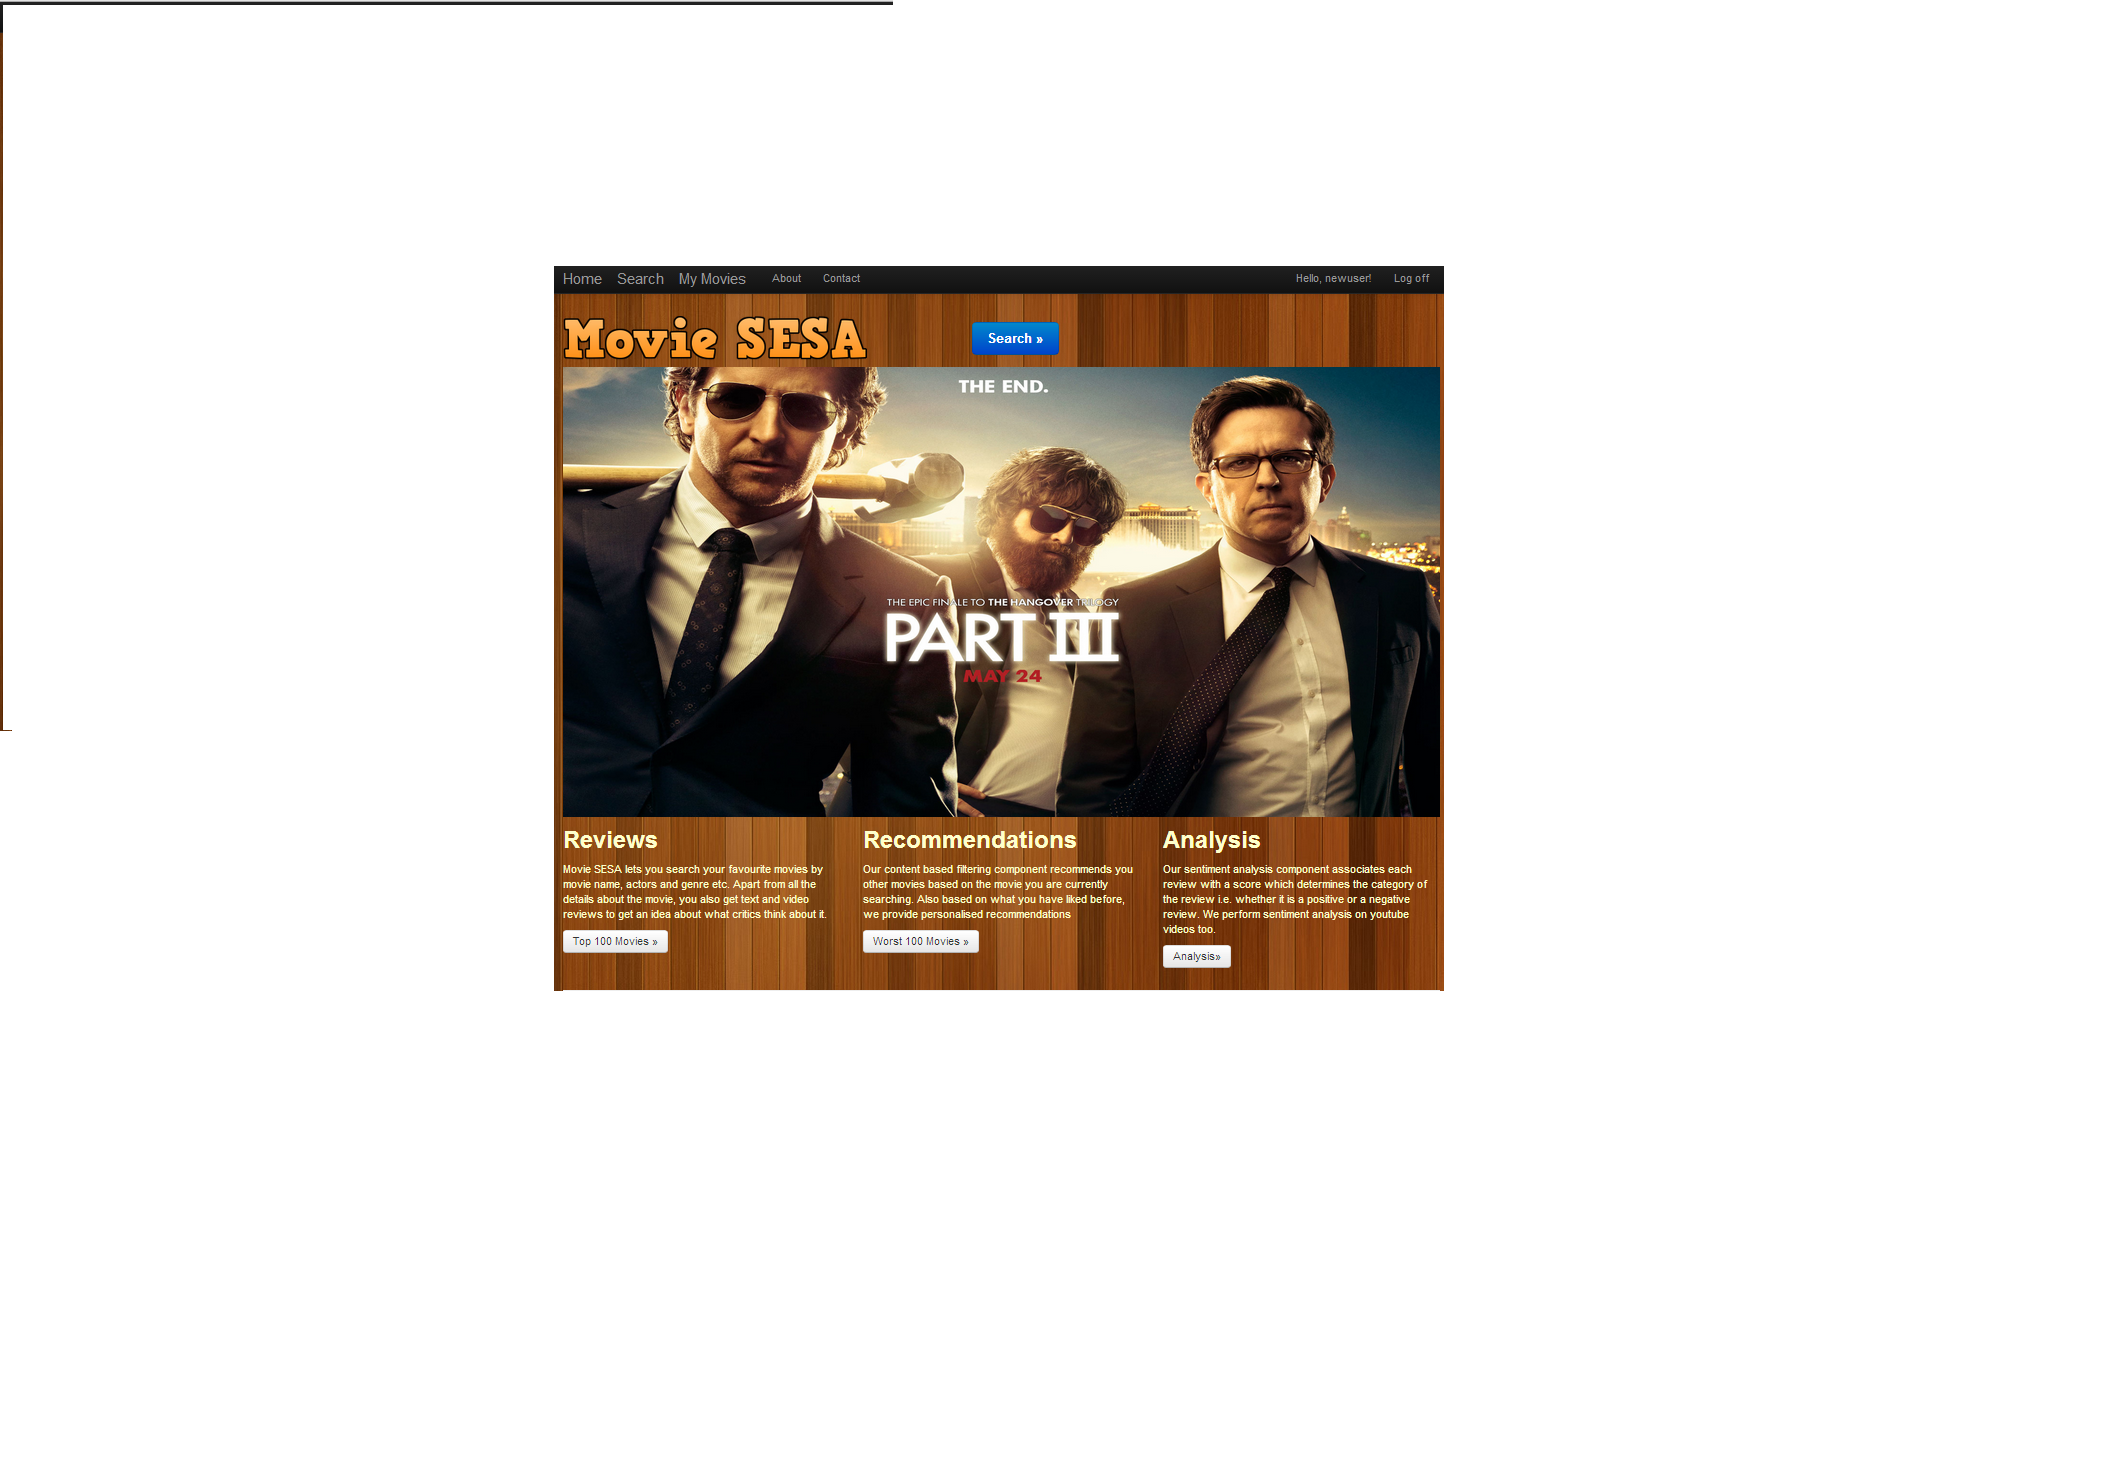 Home Search My Movies About Contact Hello, newuser! Log off
Movie SESA
Search »
THE END.
THE EPIC FINALE TO THE HANGOVER TRILOGY
PART III
MAY 24
Reviews
Movie SESA lets you search your favourite movies by
movie name, actors and genre etc. Apart from all the
details about the movie, you also get text and video
reviews to get an idea about what critics think about it.
Top 100 Movies »
Recommendations
Our content based filtering component recommends you
other movies based on the movie you are currently
searching. Also based on what you have liked before,
we provide personalised recommendations
Worst 100 Movies »
Analysis
Our sentiment analysis component associates each
review with a score which determines the category of
the review i.e. whether it is a positive or a negative
review. We perform sentiment analysis on youtube
videos too.
Analysis»